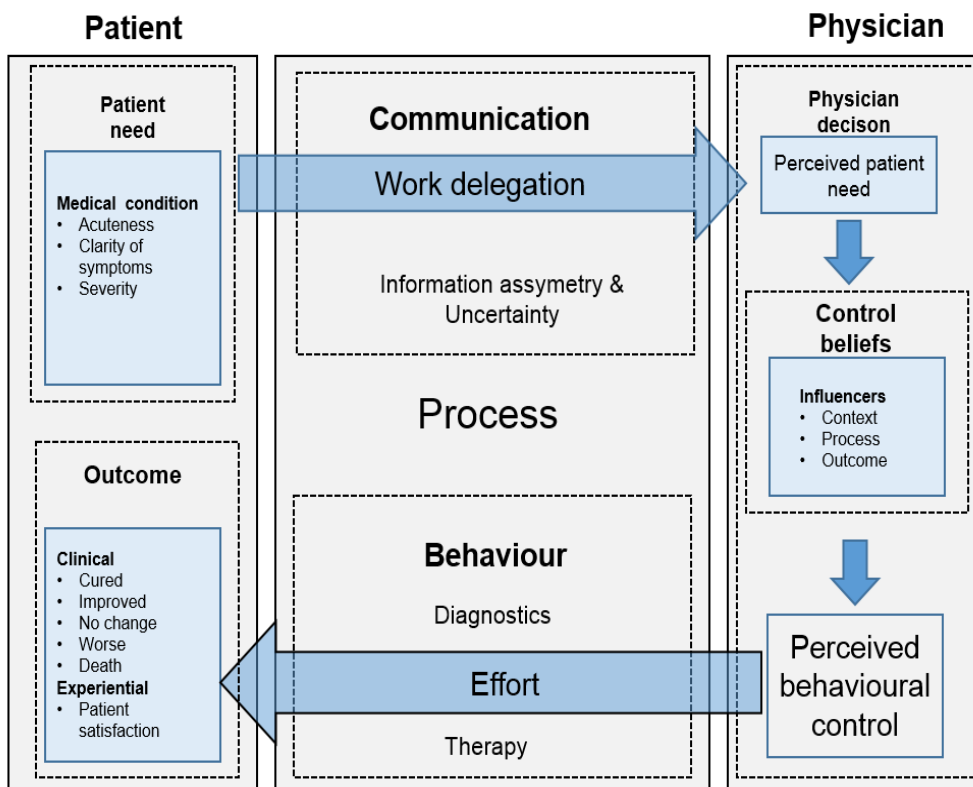 Patient
Physician
Patient
need
Medical condition
• Acuteness
• Clarity of
symptoms
• Severity
Communication
Work delegation
Information assymetry &
Uncertainty
Physician
decison
Perceived patient
need
Control
beliefs
Influencers
• Context
• Process
• Outcome
Process
Outcome
Clinical
• Cured
• Improved
• No change
• Worse
• Death
Experiential
• Patient
satisfaction
Behaviour
Diagnostics
Effort
Therapy
Perceived
behavioural
control